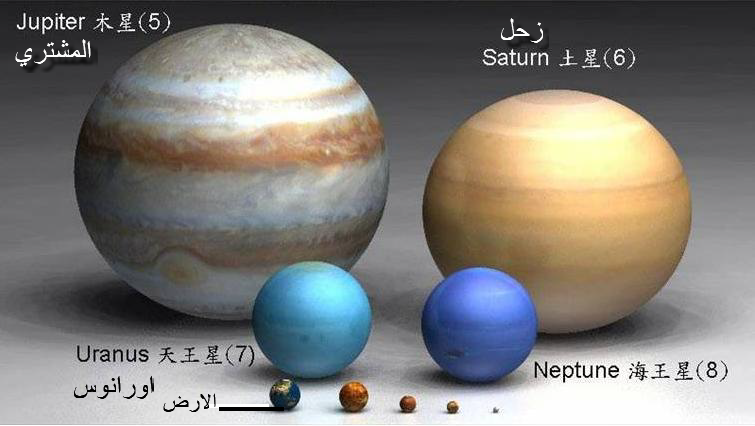 Jupiter 木星(5)
المشتري
زحل
Saturn 土星(6)
Uranus 天王星(7)
اورانوس
الارض
Neptune 海王星(8)